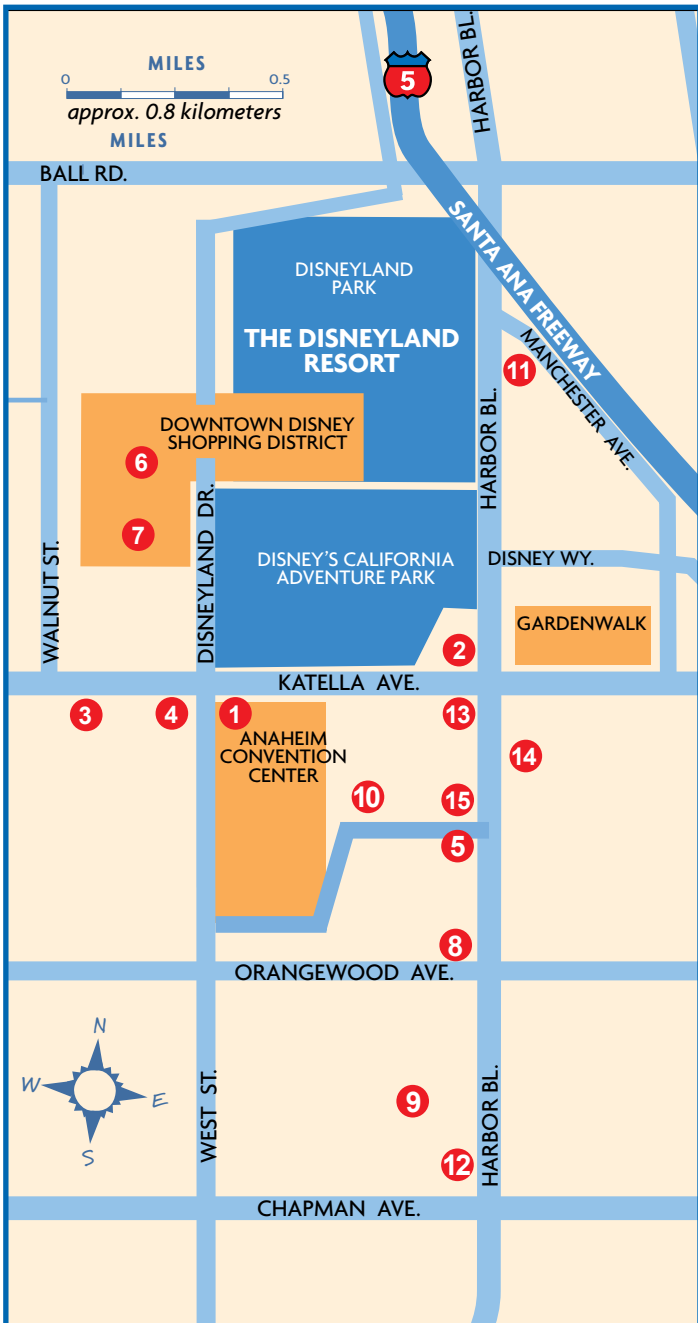 MILES
0
0.5
approx. 0.8 kilometers
MILES
5
HARBOR BL.
BALL RD.
SANTA ANA FREEWAY
DISNEYLAND
PARK
THE DISNEYLAND
RESORT
MANCHESTER AVE.
11
HARBOR BL.
DOWNTOWN DISNEY
SHOPPING DISTRICT
6
7
WALNUT ST.
DISNEYLAND DR.
DISNEY’S CALIFORNIA
ADVENTURE PARK
DISNEY WY.
GARDENWALK
2
KATELLA AVE.
3
4
1
13
ANAHEIM
CONVENTION
CENTER
14
10
15
5
8
ORANGEWOOD AVE.
N
W
E
S
WEST ST.
9
HARBOR BL.
12
CHAPMAN AVE.